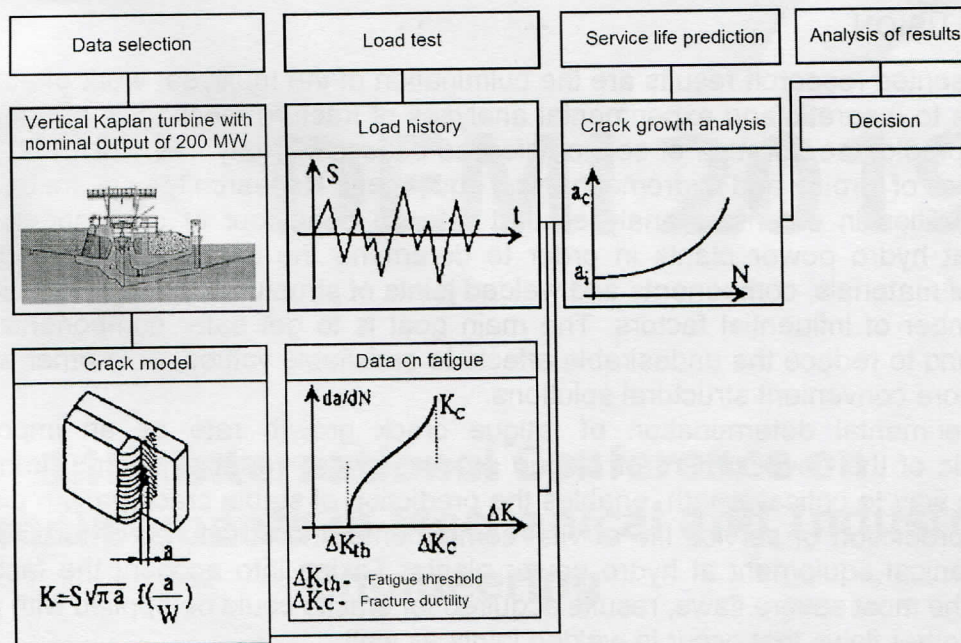 Data selection
Load test
Service life prediction
Analysis of results
Vertical Kaplan turbine with
nominal output of 200 MW
Load history
S
Crack growth analysis
a_c
a_i
N
Decision
Crack model
a
K=S√πa f(a/W)
Data on fatigue
da/dN
K_C
ΔK
ΔK_th
ΔK_C
ΔK_th- Fatigue threshold
ΔK_C- Fracture ductility